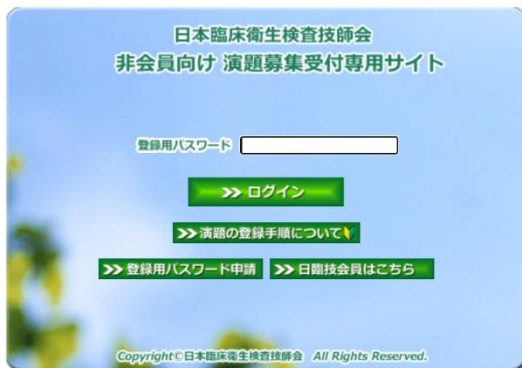 日本臨床衛生検査技師会
非会員向け 演題募集受付専用サイト
登録用パスワード
>> ログイン
>> 演題の登録手順について
>> 登録用パスワード申請 >> 日臨技会員はこちら
Copyright©日本臨床衛生検査技師会 All Rights Reserved.